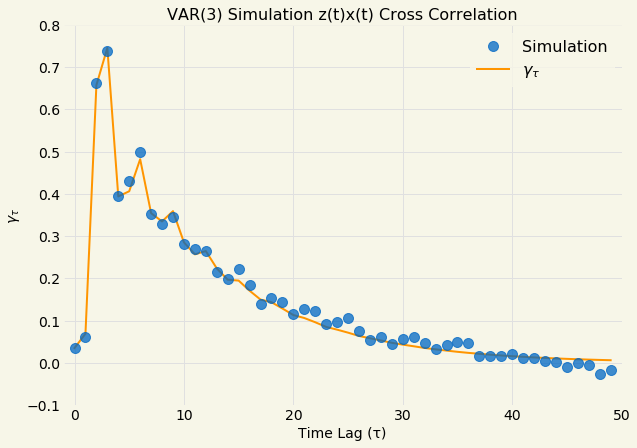 VAR(3) Simulation z(t)x(t) Cross Correlation
Simulation
γτ
γτ
0.8
0.7
0.6
0.5
0.4
0.3
0.2
0.1
0.0
−0.1
0 10 20 30 40 50
Time Lag (τ)